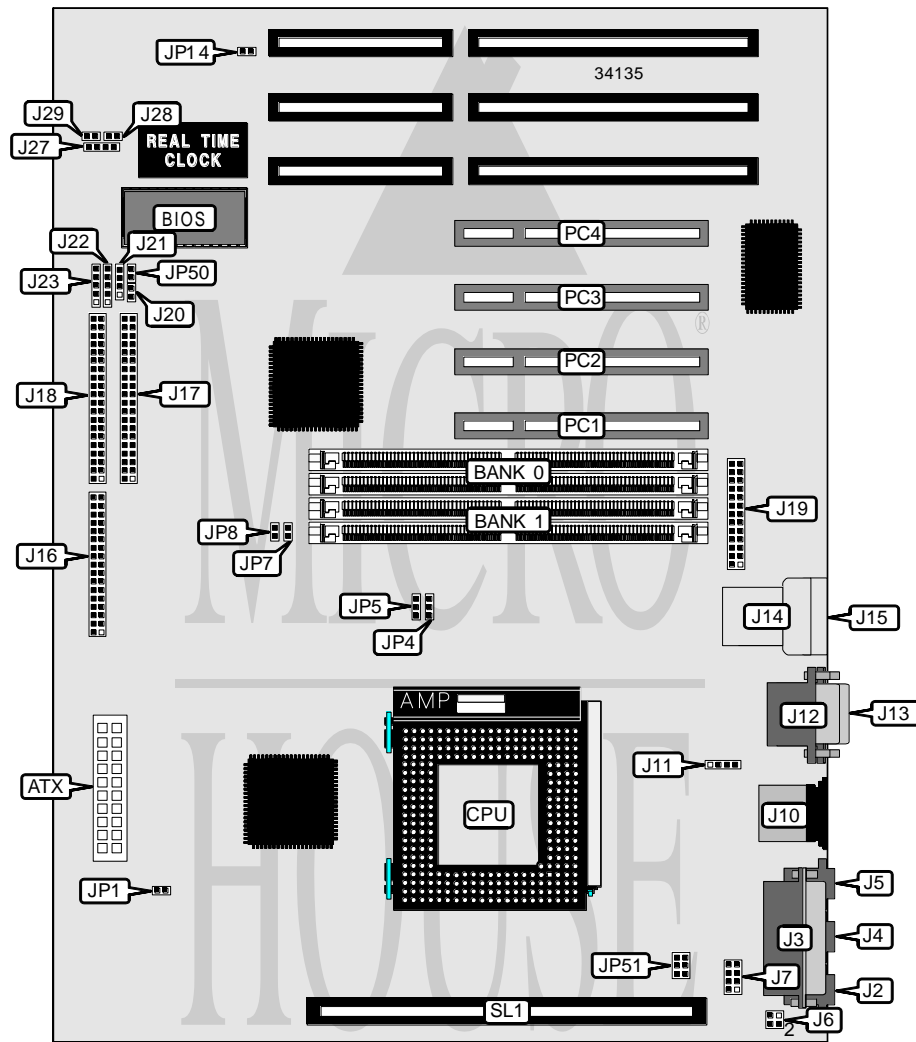 JP14
34135
J29
J28
J27
REAL TIME
CLOCK
BIOS
J22
J21
J23
JP50
J20
PC4
PC3
®
PC2
J18
J17
PC1
BANK 0
BANK 1
J19
JP8
JP7
J16
JP5
JP4
J14
J15
MICRO
AMP
J12
J13
J11
ATX
CPU
J10
HOUSE
JP1
J5
J3
J4
JP51
J7
J2
SL1
J6
2